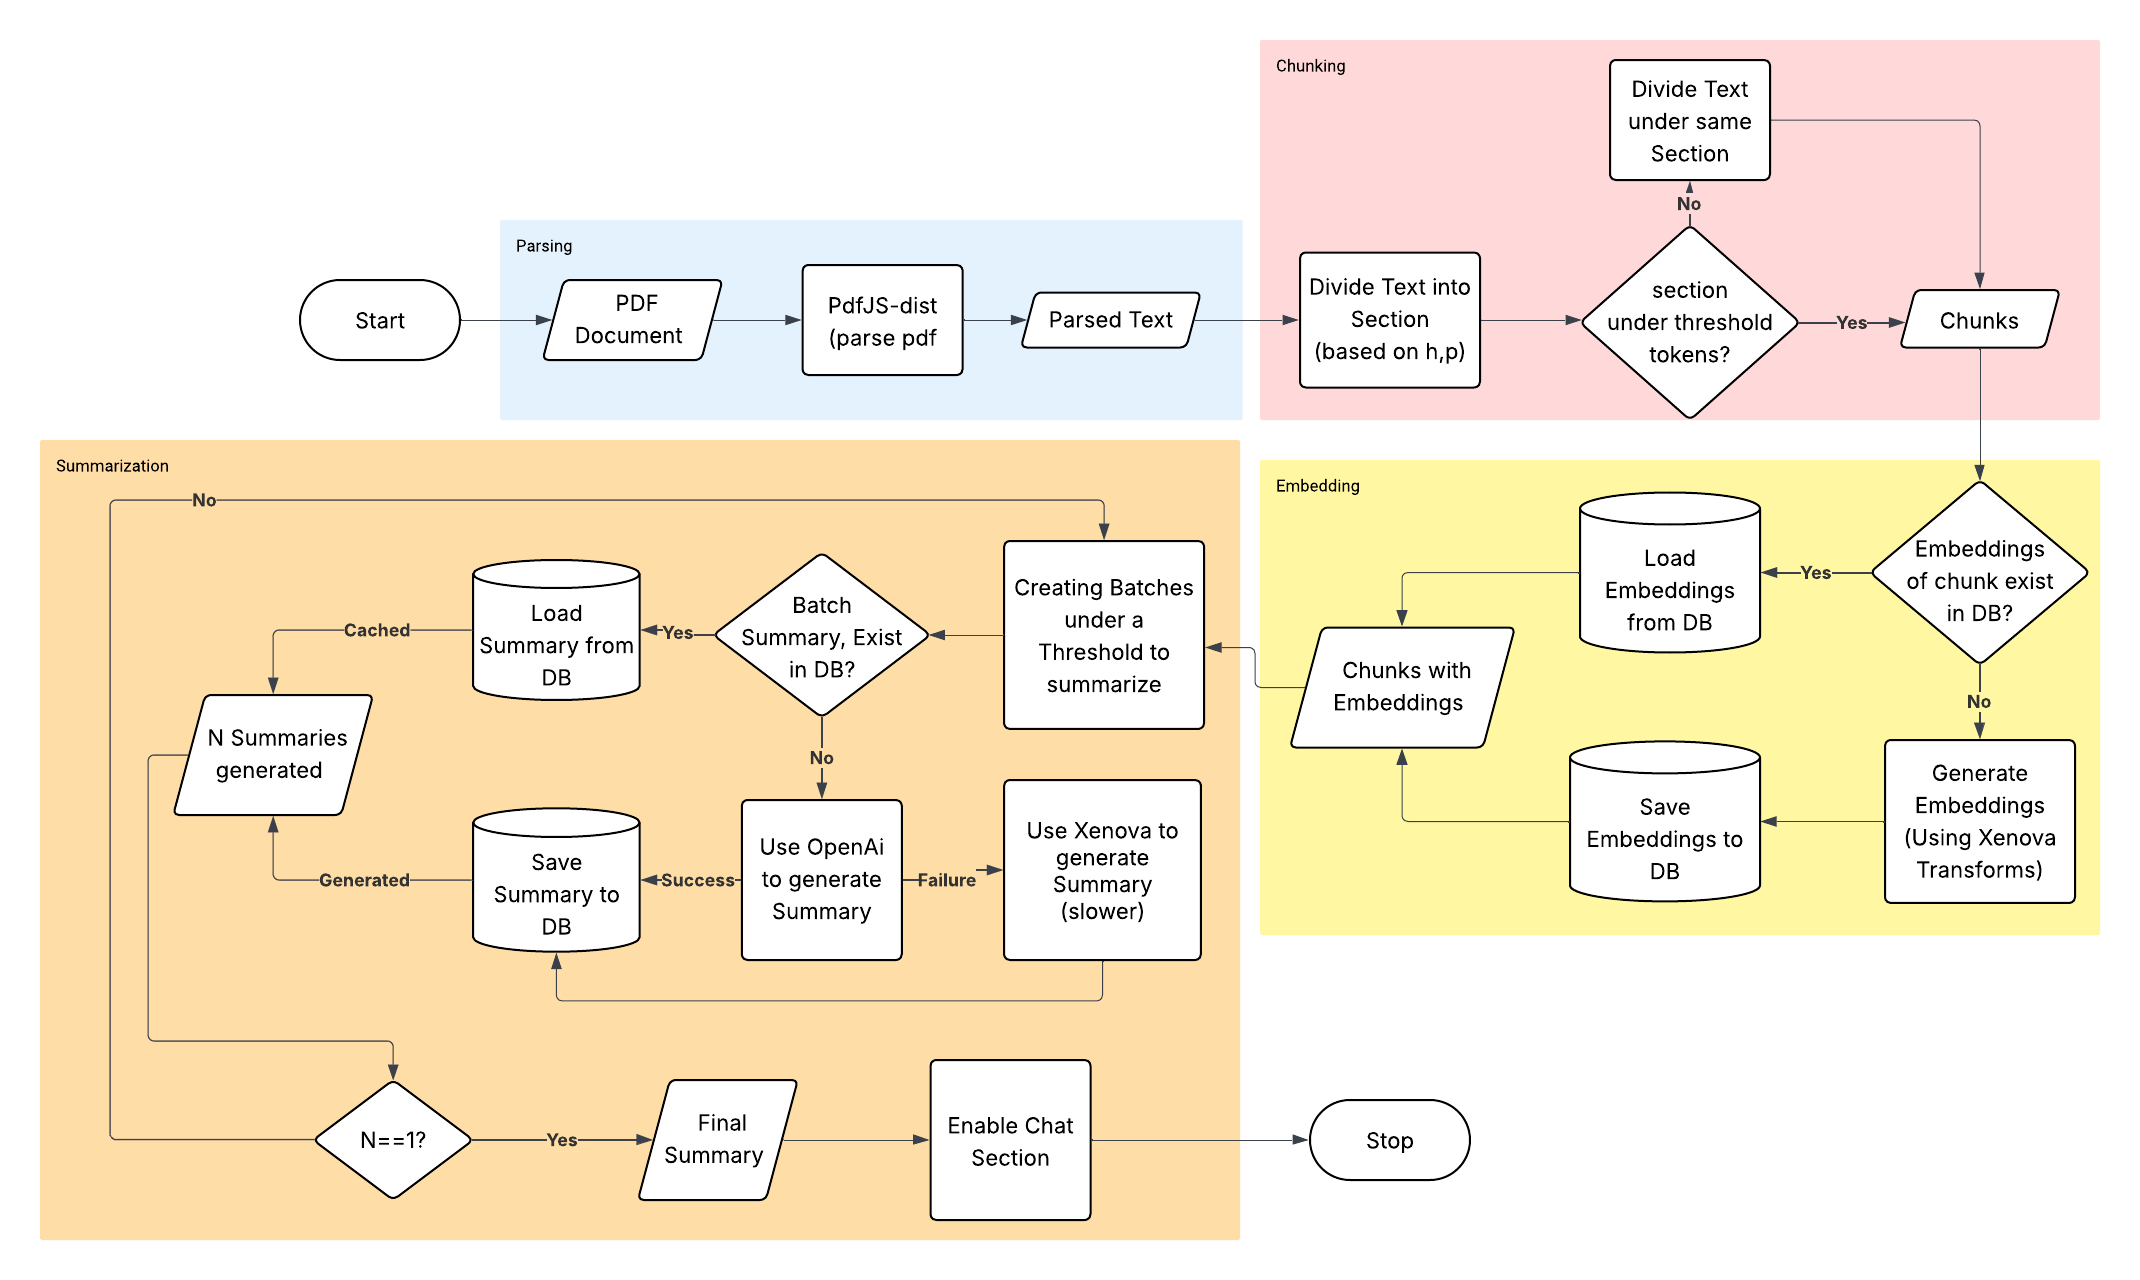 Chunking
Divide Text
under same
Section
No
Parsing
Start
PDF
Document
PdfJS-dist
(parse pdf
Parsed Text
Divide Text into
Section
(based on h,p)
section
under threshold
tokens?
Yes
Chunks
Summarization
No
Load
Summary from
DB
Cached
Yes
Batch
Summary, Exist
in DB?
Creating Batches
under a
Threshold to
summarize
N Summaries
generated
No
Generated
Save
Summary to
DB
Success
Use OpenAi
to generate
Summary
Failure
Use Xenova to
generate
Summary
(slower)
N==1?
Yes
Final
Summary
Enable Chat
Section
Stop
Embedding
Load
Embeddings
from DB
Yes
Embeddings
of chunk exist
in DB?
Chunks with
Embeddings
No
Save
Embeddings to
DB
Generate
Embeddings
(Using Xenova
Transforms)